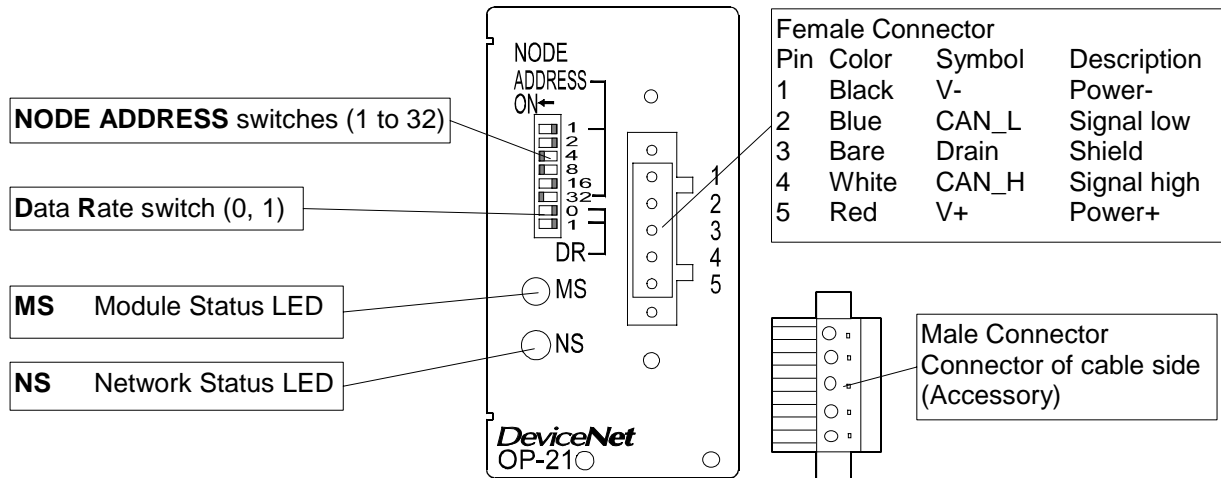 NODE ADDRESS switches (1 to 32)
Data Rate switch (0, 1)
MS Module Status LED
NS Network Status LED
NODE
ADDRESS
ON←
1
2
4
8
16
32
0
1
DR
MS
NS
1
2
3
4
5
DeviceNet
OP-21
Female Connector
Pin Color Symbol Description
1 Black V- Power-
2 Blue CAN_L Signal low
3 Bare Drain Shield
4 White CAN_H Signal high
5 Red V+ Power+
Male Connector
Connector of cable side
(Accessory)